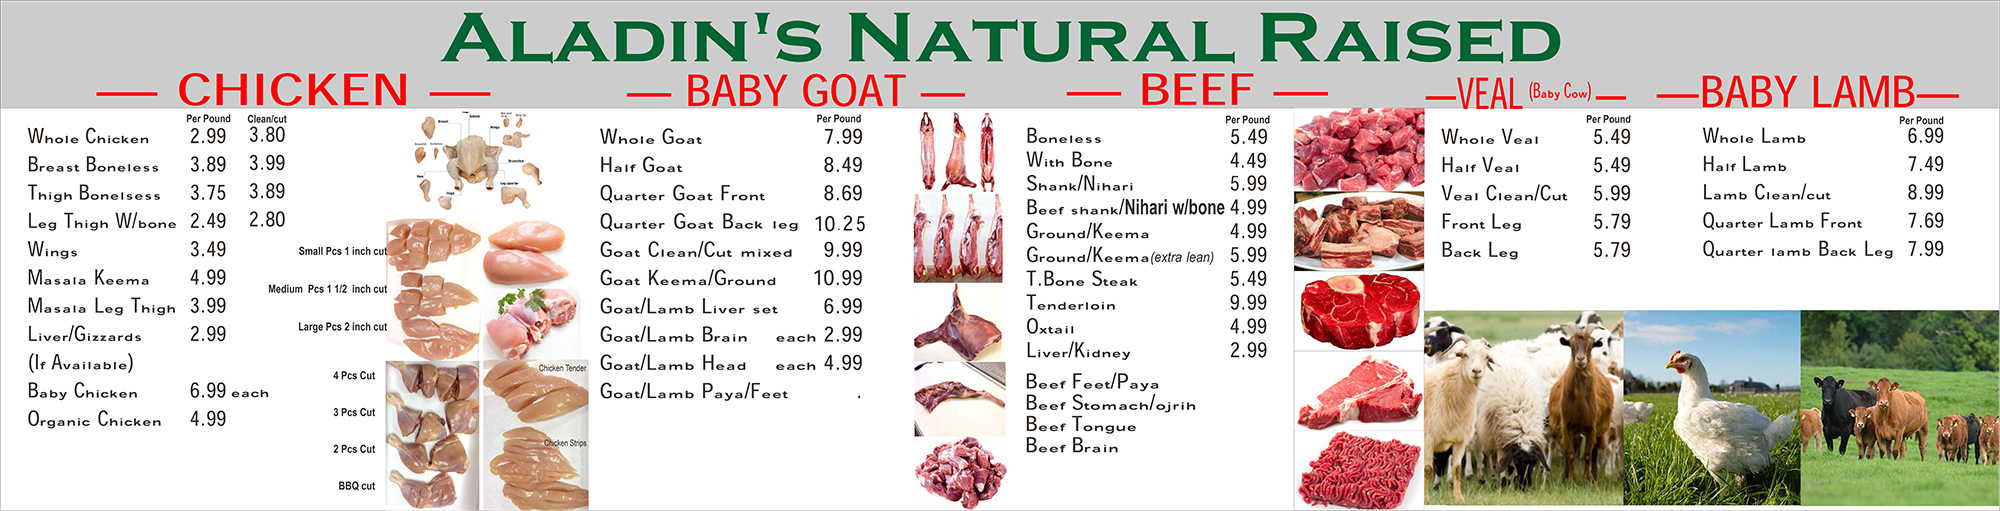 ALADIN'S NATURAL RAISED
CHICKEN
Per Pound Clean/cut
Whole Chicken 2.99 3.80
Breast Boneless 3.89 3.99
Thigh Bonelsess 3.75 3.89
Leg Thigh W/bone 2.49 2.80
Wings 3.49
Masala Keema 4.99
Masala Leg Thigh 3.99
Liver/Gizzards 2.99
(If Available)
Baby Chicken 6.99 each
Organic Chicken 4.99
Small Pcs 1 inch cut
Medium Pcs 1 1/2 inch cut
Large Pcs 2 inch cut
4 Pcs Cut
3 Pcs Cut
2 Pcs Cut
BBQ cut
Breast
Wings
Drumstick
Leg quarter
Thigh
Chicken Tender
Chicken Strips
BABY GOAT
Per Pound
Whole Goat 7.99
Half Goat 8.49
Quarter Goat Front 8.69
Quarter Goat Back leg 10.25
Goat Clean/Cut mixed 9.99
Goat Keema/Ground 10.99
Goat/Lamb Liver set 6.99
Goat/Lamb Brain each 2.99
Goat/Lamb Head each 4.99
Goat/Lamb Paya/Feet .
BEEF
Per Pound
Boneless 5.49
With Bone 4.49
Shank/Nihari 5.99
Beef shank/Nihari w/bone 4.99
Ground/Keema 4.99
Ground/Keema (extra lean) 5.99
T.Bone Steak 5.49
Tenderloin 9.99
Oxtail 4.99
Liver/Kidney 2.99
Beef Feet/Paya
Beef Stomach/ojrih
Beef Tongue
Beef Brain
VEAL (Baby Cow)
Per Pound
Whole Veal 5.49
Half Veal 5.49
Veal Clean/Cut 5.99
Front Leg 5.79
Back Leg 5.79
BABY LAMB
Per Pound
Whole Lamb 6.99
Half Lamb 7.49
Lamb Clean/cut 8.99
Quarter Lamb Front 7.69
Quarter lamb Back Leg 7.99